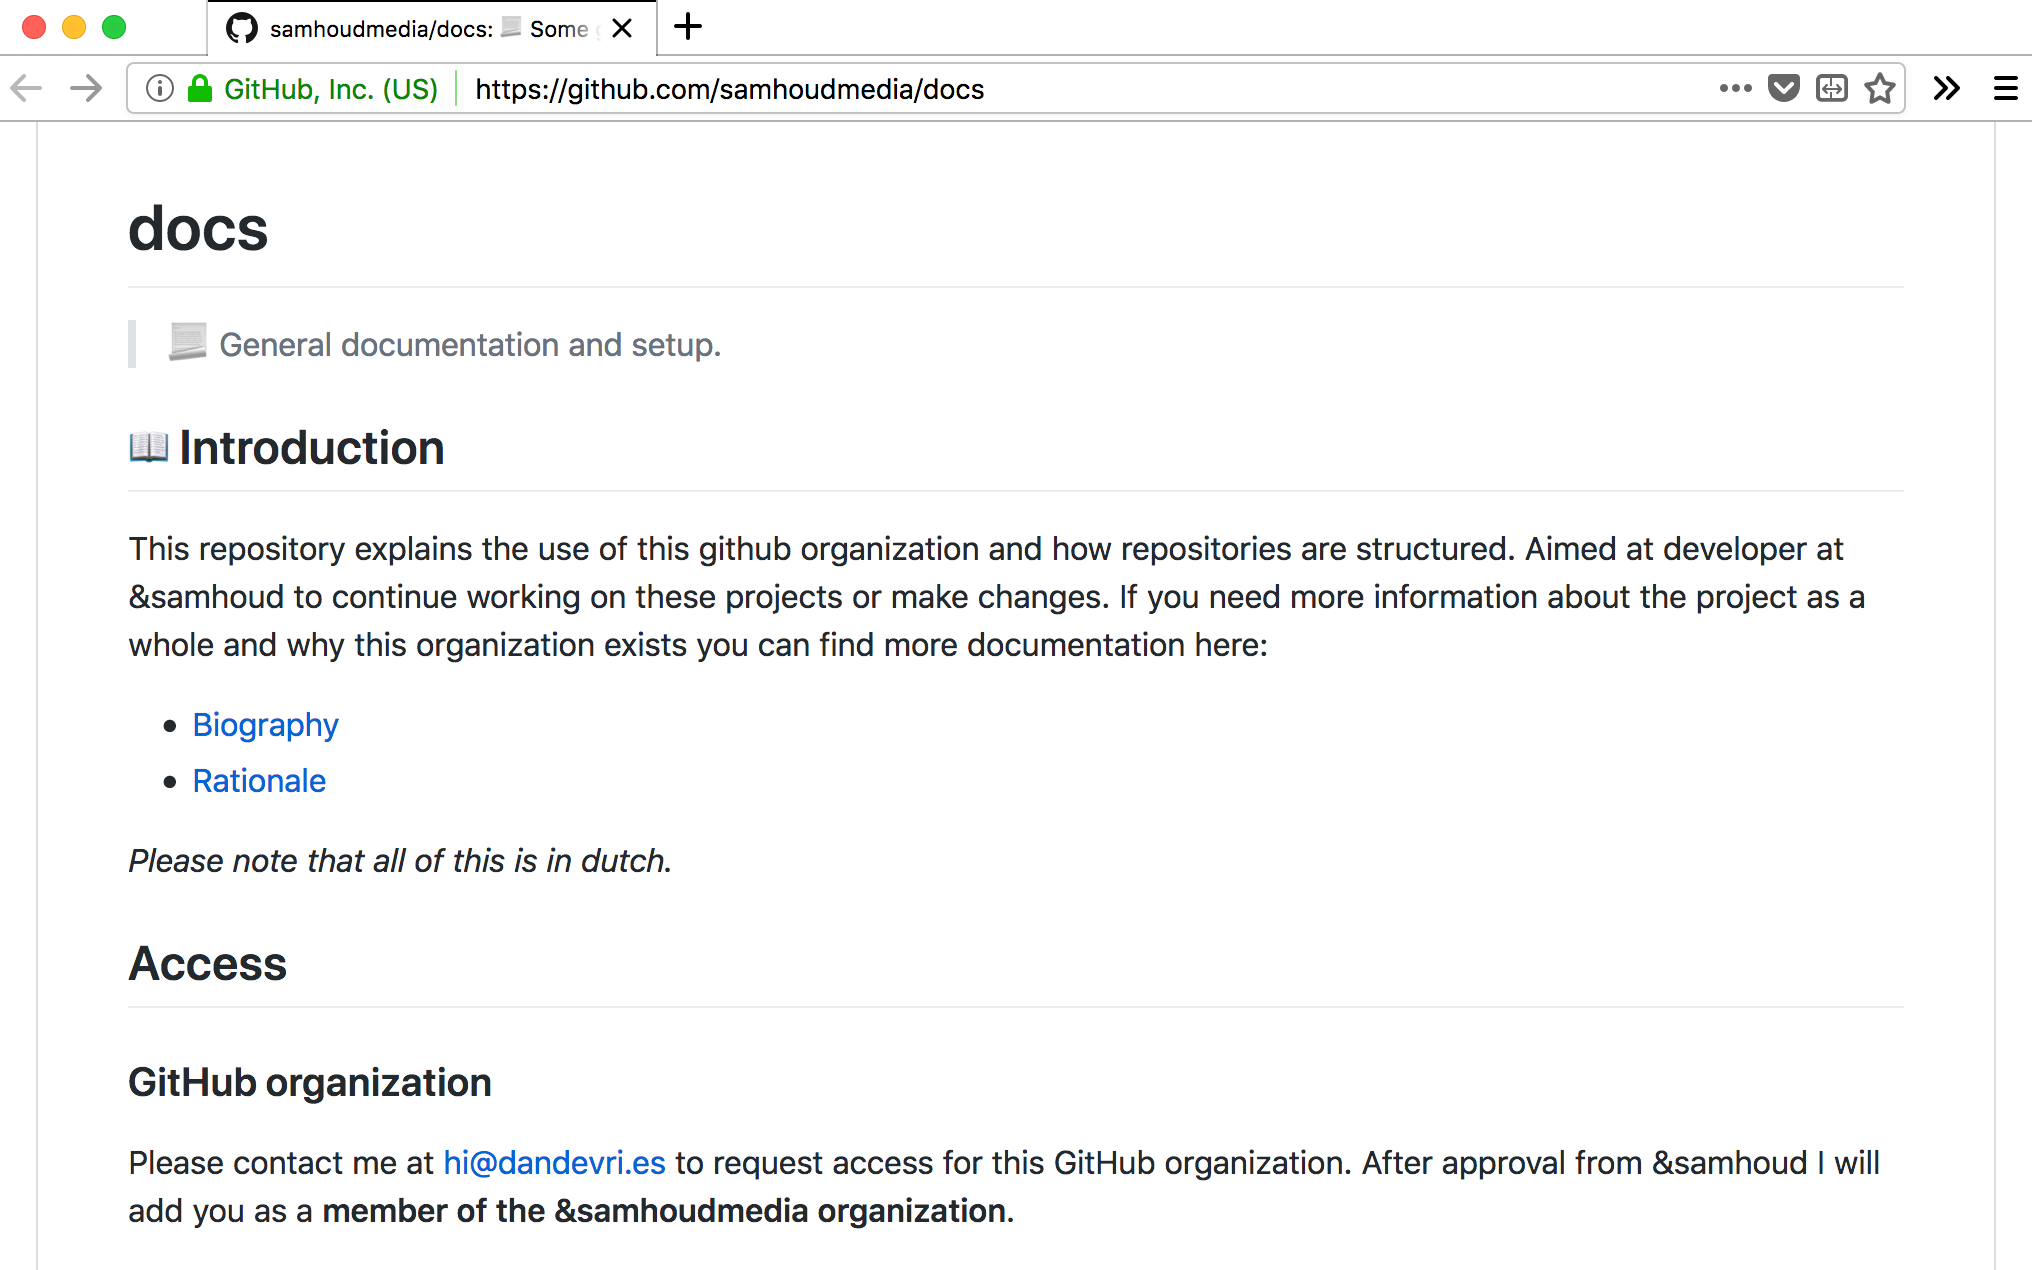 samhoudmedia/docs: Some
GitHub, Inc. (US) https://github.com/samhoudmedia/docs
docs
General documentation and setup.
Introduction
This repository explains the use of this github organization and how repositories are structured. Aimed at developer at
&samhoud to continue working on these projects or make changes. If you need more information about the project as a
whole and why this organization exists you can find more documentation here:
• Biography
• Rationale
Please note that all of this is in dutch.
Access
GitHub organization
Please contact me at hi@dandevri.es to request access for this GitHub organization. After approval from &samhoud I will
add you as a member of the &samhoudmedia organization.